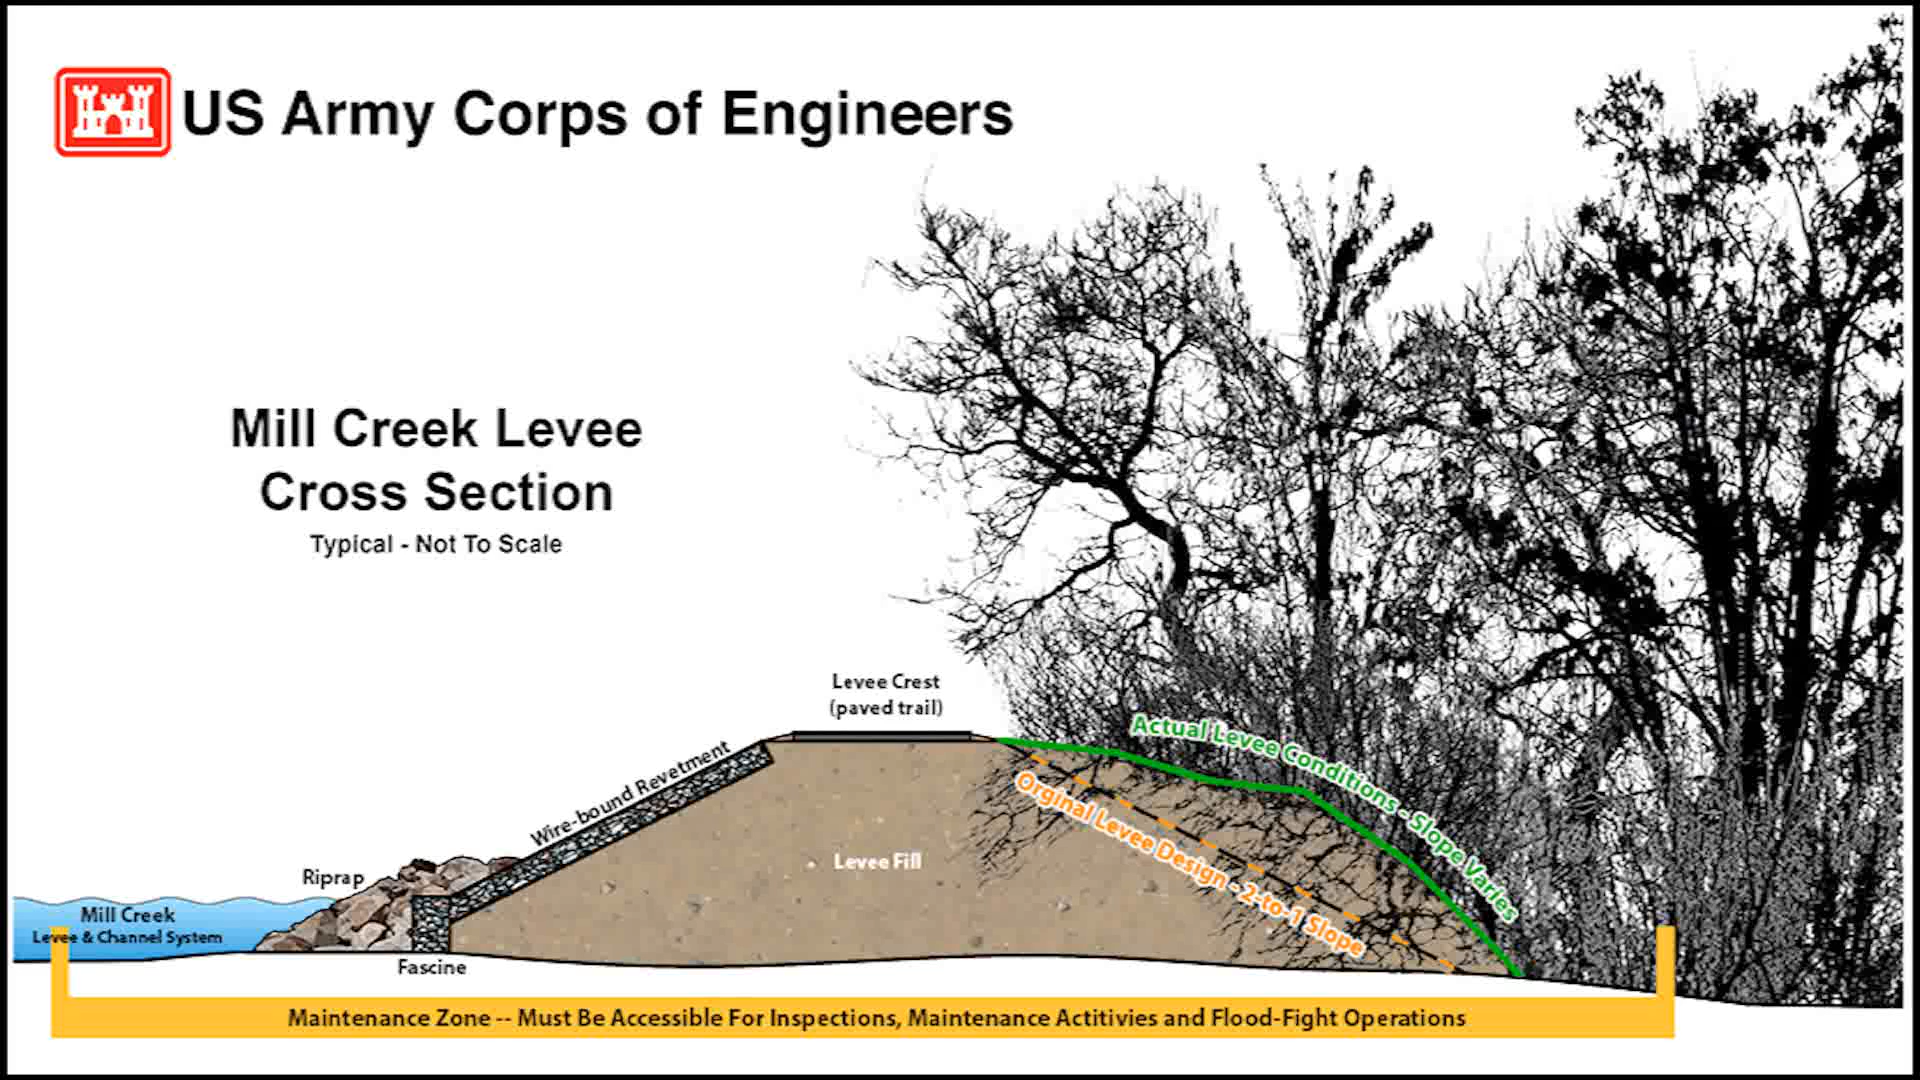 US Army Corps of Engineers
Mill Creek Levee
Cross Section
Typical - Not To Scale
Levee Crest
(paved trail)
Wire-bound Revetment
Actual Levee Conditions - Slope Varies
Orginal Levee Design - 2-to-1 Slope
Levee Fill
Riprap
Mill Creek
Levee & Channel System
Fascine
Maintenance Zone -- Must Be Accessible For Inspections, Maintenance Actitivies and Flood-Fight Operations